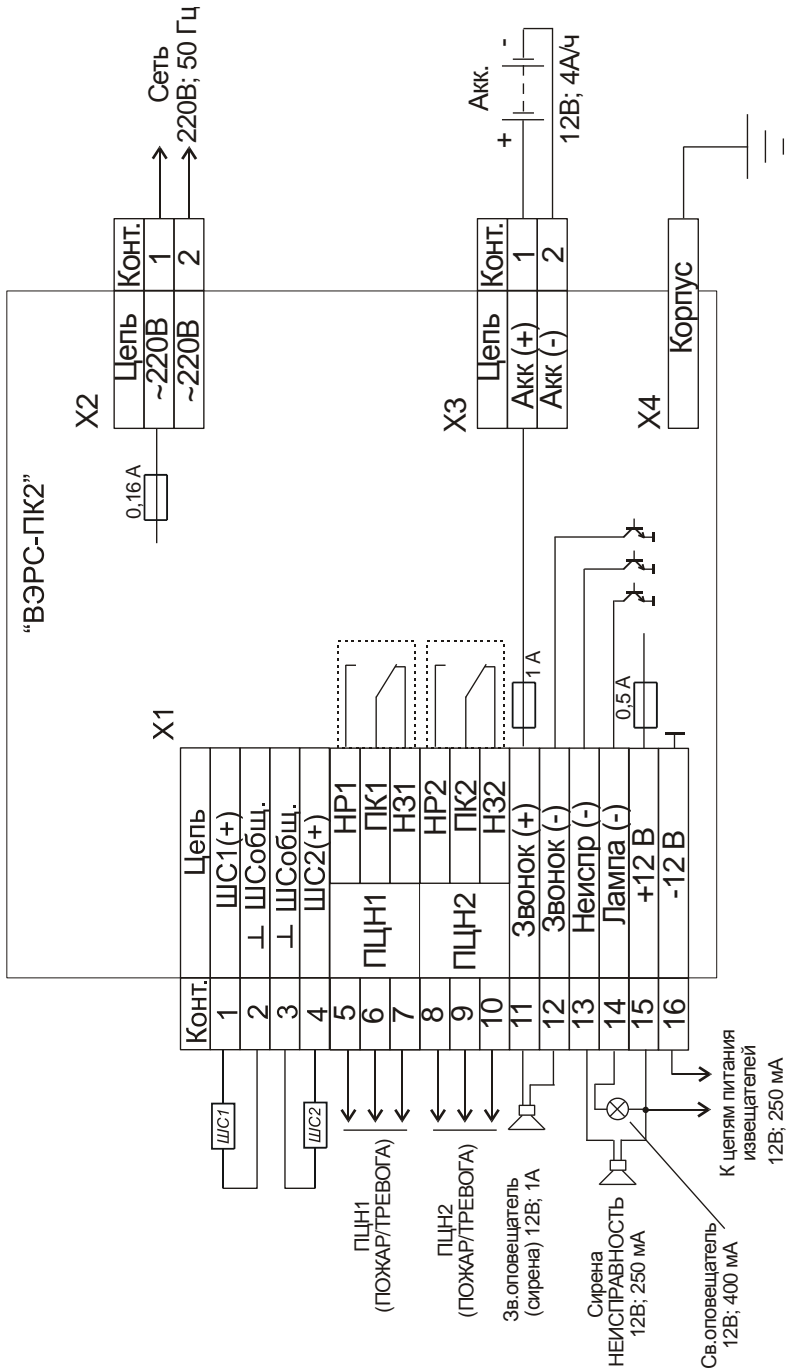 "ВЭРС-ПК2"
X1
Конт. Цепь
1 ШС1(+)
2 ⊥ ШСобщ.
3 ⊥ ШСобщ.
4 ШС2(+)
ПЦН1
5 НР1
6 ПК1
7 НЗ1
ПЦН2
8 НР2
9 ПК2
10 НЗ2
11 Звонок (+)
12 Звонок (-)
13 Неиспр (-)
14 Лампа (-)
15 +12 В
16 -12 В
ШС1
ШС2
ПЦН1
(ПОЖАР/ТРЕВОГА)
ПЦН2
(ПОЖАР/ТРЕВОГА)
Зв.оповещатель
(сирена) 12В; 1А
Сирена
НЕИСПРАВНОСТЬ
12В; 250 мА
Св.оповещатель
12В; 400 мА
К цепям питания
извещателей
12В; 250 мА
1 А
0,5 А
0,16 А
X2
Цепь Конт.
~220В 1
~220В 2
Сеть
220В; 50 Гц
X3
Цепь Конт.
Акк (+) 1
Акк (-) 2
Акк.
+ -
12В; 4А/ч
X4
Корпус